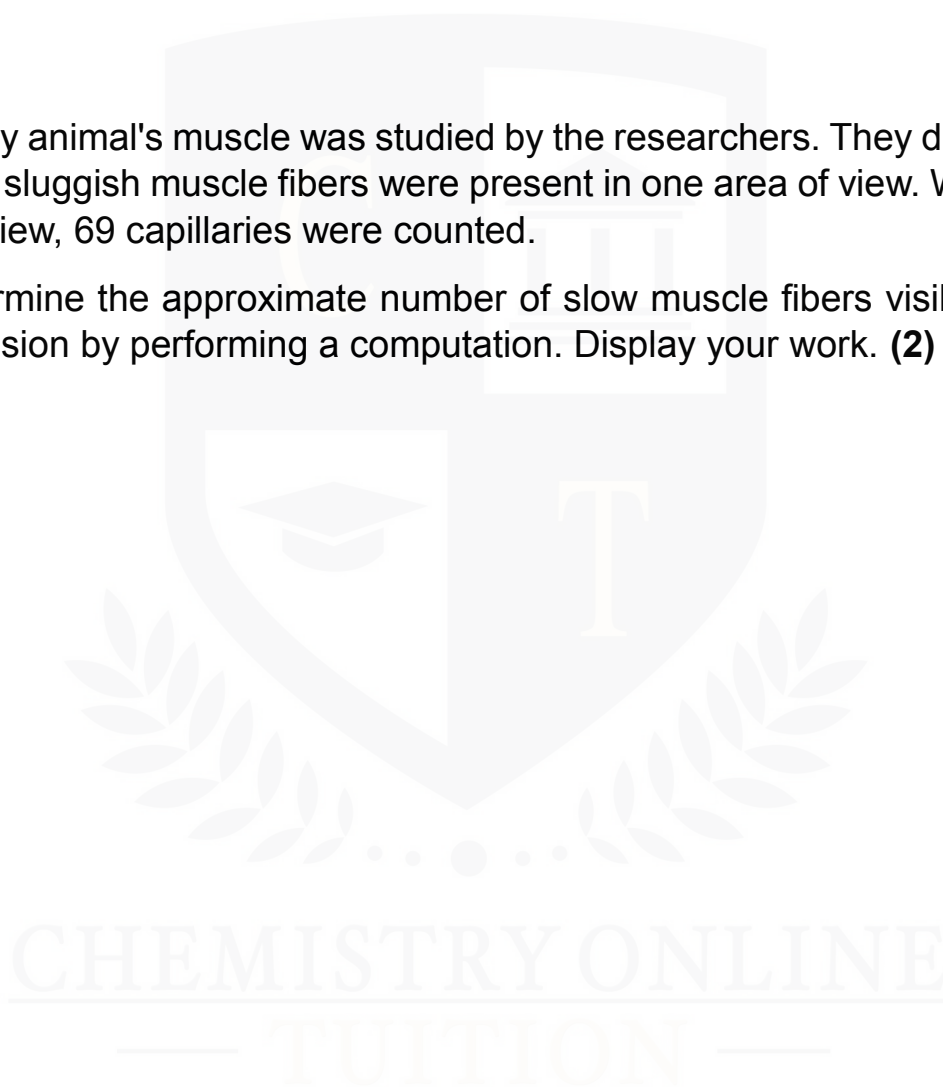 y animal's muscle was studied by the researchers. They d
sluggish muscle fibers were present in one area of view. W
iew, 69 capillaries were counted.
rmine the approximate number of slow muscle fibers visil
sion by performing a computation. Display your work. (2)
C
T
CHEMISTRY ONLINE
TUITION